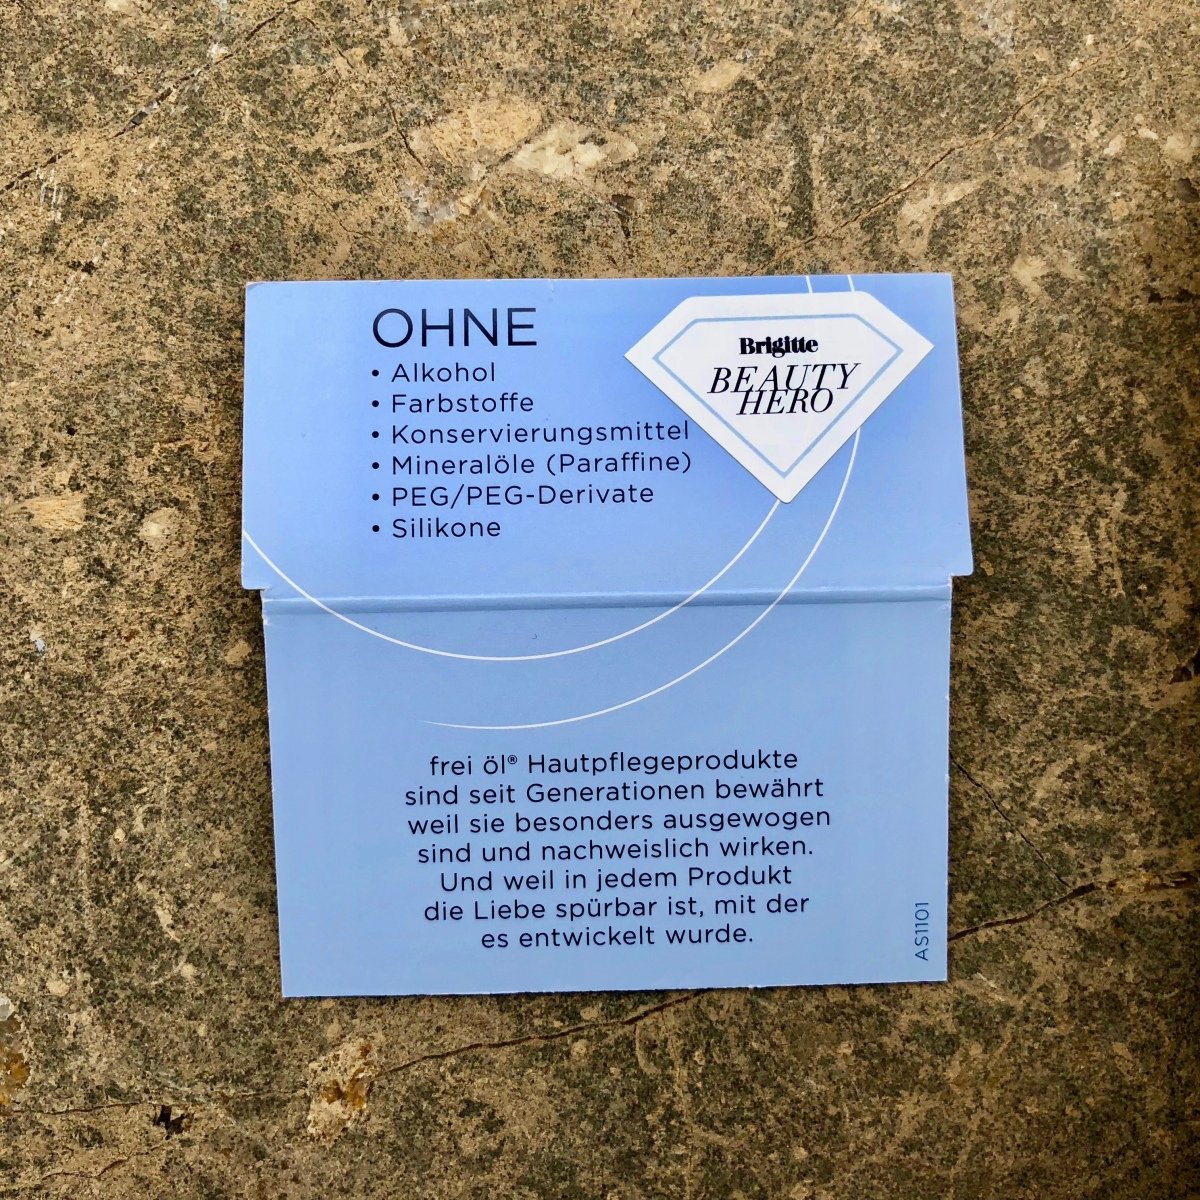 OHNE
• Alkohol
• Farbstoffe
• Konservierungsmittel
• Mineralöle (Paraffine)
• PEG/PEG-Derivate
• Silikone
Brigitte
BEAUTY
HERO
frei öl® Hautpflegeprodukte
sind seit Generationen bewährt
weil sie besonders ausgewogen
sind und nachweislich wirken.
Und weil in jedem Produkt
die Liebe spürbar ist, mit der
es entwickelt wurde.
AS1101